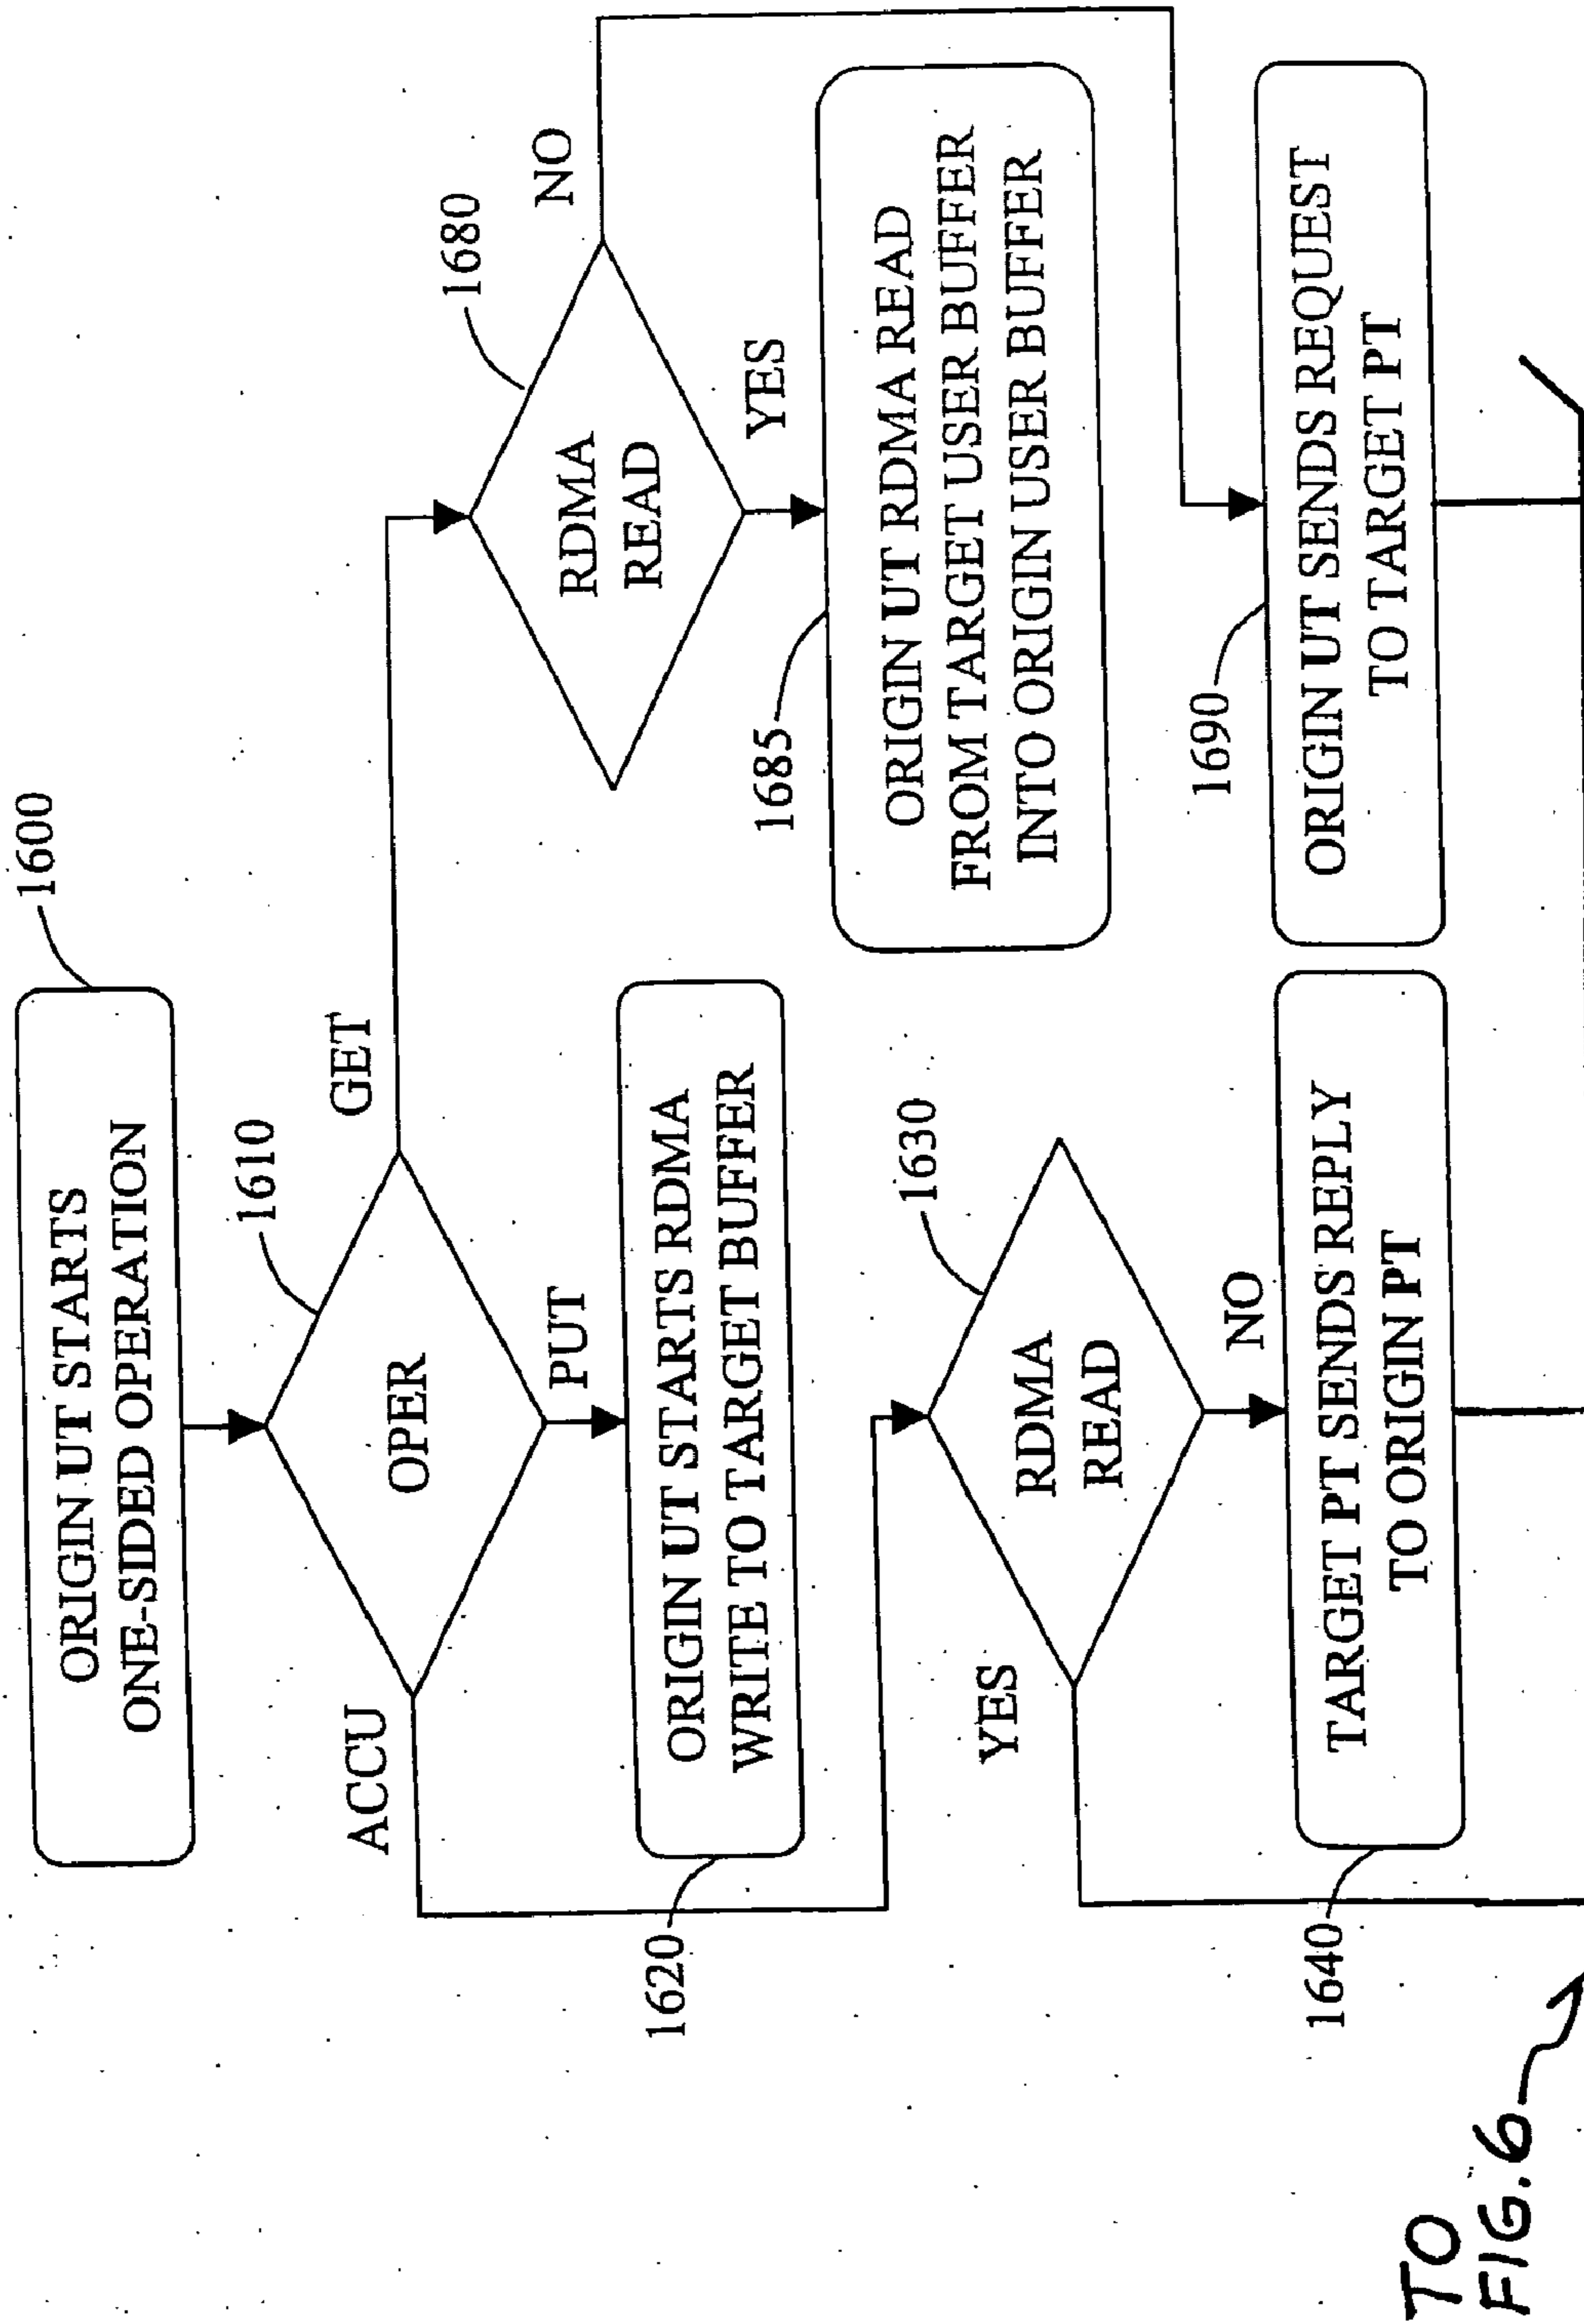 1600
ORIGIN UT STARTS
ONE-SIDED OPERATION
1610
OPER
ACCU
GET
PUT
1620
ORIGIN UT STARTS RDMA
WRITE TO TARGET BUFFER
1680
RDMA
READ
NO
YES
1685
ORIGIN UT RDMA READ
FROM TARGET USER BUFFER
INTO ORIGIN USER BUFFER
1630
RDMA
READ
YES
NO
1640
TARGET PT SENDS REPLY
TO ORIGIN PT
1690
ORIGIN UT SENDS REQUEST
TO TARGET PT
TO
FIG.6